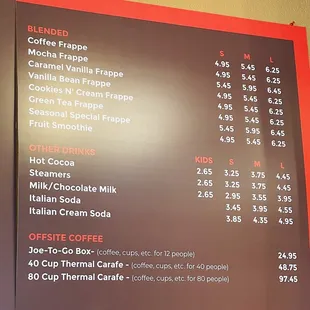 BLENDED S M L
Coffee Frappe 4.95 5.45 6.25
Mocha Frappe 4.95 5.45 6.25
Caramel Vanilla Frappe 5.45 5.95 6.45
Vanilla Bean Frappe 4.95 5.45 6.25
Cookies N' Cream Frappe 4.95 5.45 6.25
Green Tea Frappe 4.95 5.45 6.25
Seasonal Special Frappe 4.95 5.45 6.25
Fruit Smoothie 5.45 5.95 6.45
OTHER DRINKS KIDS S M L
Hot Cocoa 2.65 3.25 3.75 4.45
Steamers 2.65 3.25 3.75 4.45
Milk/Chocolate Milk 2.65 2.95 3.55 3.95
Italian Soda 3.45 3.95 4.55
Italian Cream Soda 3.85 4.35 4.95
OFFSITE COFFEE
Joe-To-Go Box- (coffee, cups, etc. for 12 people) 24.95
40 Cup Thermal Carafe - (coffee, cups, etc. for 40 people) 48.75
80 Cup Thermal Carafe - (coffee, cups, etc. for 80 people) 97.45